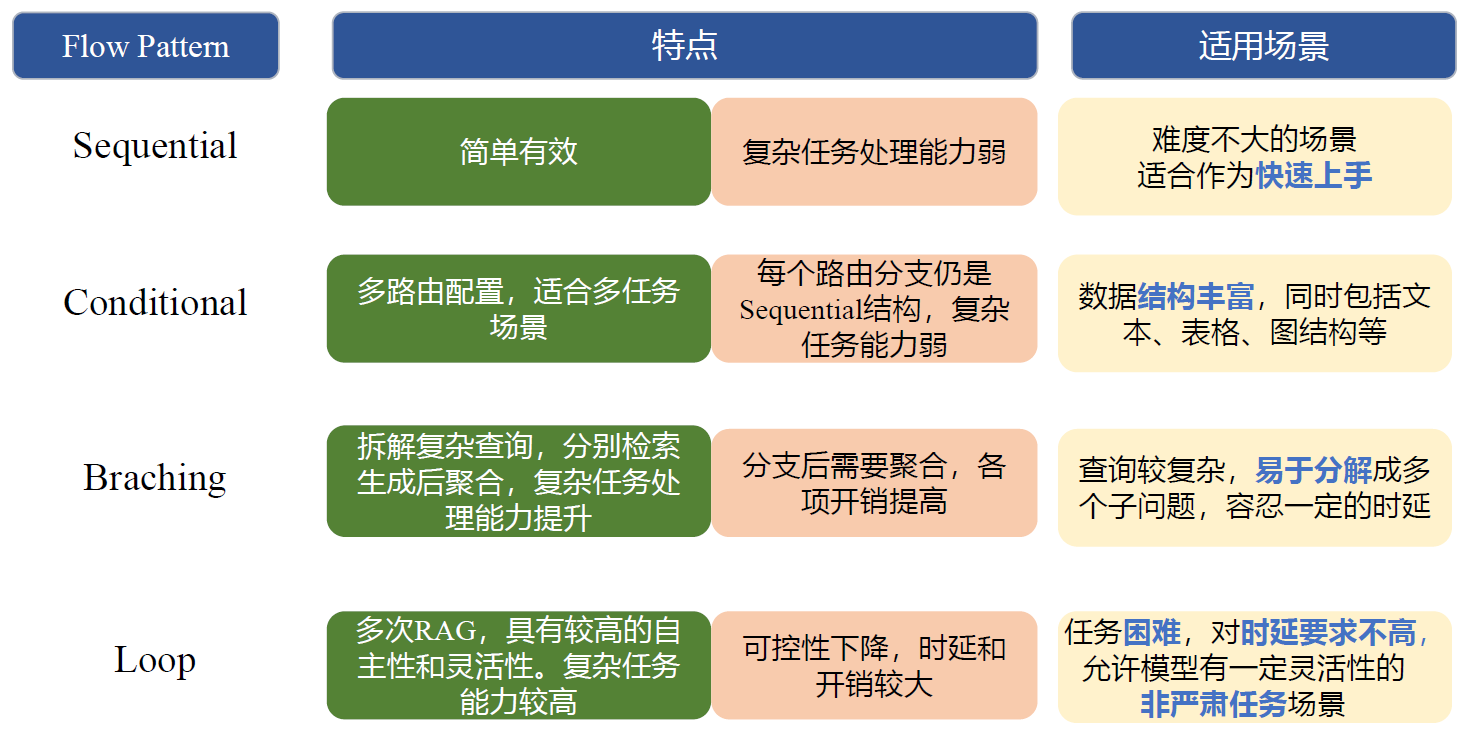 Flow Pattern
特点
适用场景
Sequential
简单有效
复杂任务处理能力弱
难度不大的场景
适合作为快速上手
Conditional
多路由配置，适合多任务
场景
每个路由分支仍是
Sequential结构，复杂
任务能力弱
数据结构丰富，同时包括文
本、表格、图结构等
Braching
拆解复杂查询，分别检索
生成后聚合，复杂任务处
理能力提升
分支后需要聚合，各
项开销提高
查询较复杂，易于分解成多
个子问题，容忍一定的时延
Loop
多次RAG，具有较高的自
主性和灵活性。复杂任务
能力较高
可控性下降，时延和
开销较大
任务困难，对时延要求不高，
允许模型有一定灵活性的
非严肃任务场景